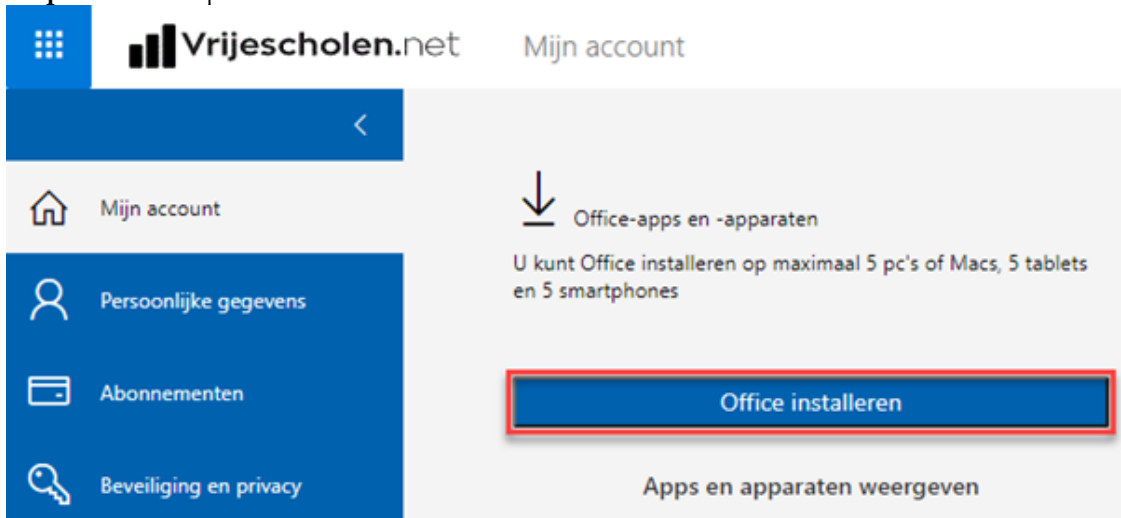 Vrijescholen.net
Mijn account
Mijn account
Persoonlijke gegevens
Abonnementen
Beveiliging en privacy
Office-apps en -apparaten
U kunt Office installeren op maximaal 5 pc's of Macs, 5 tablets
en 5 smartphones
Office installeren
Apps en apparaten weergeven